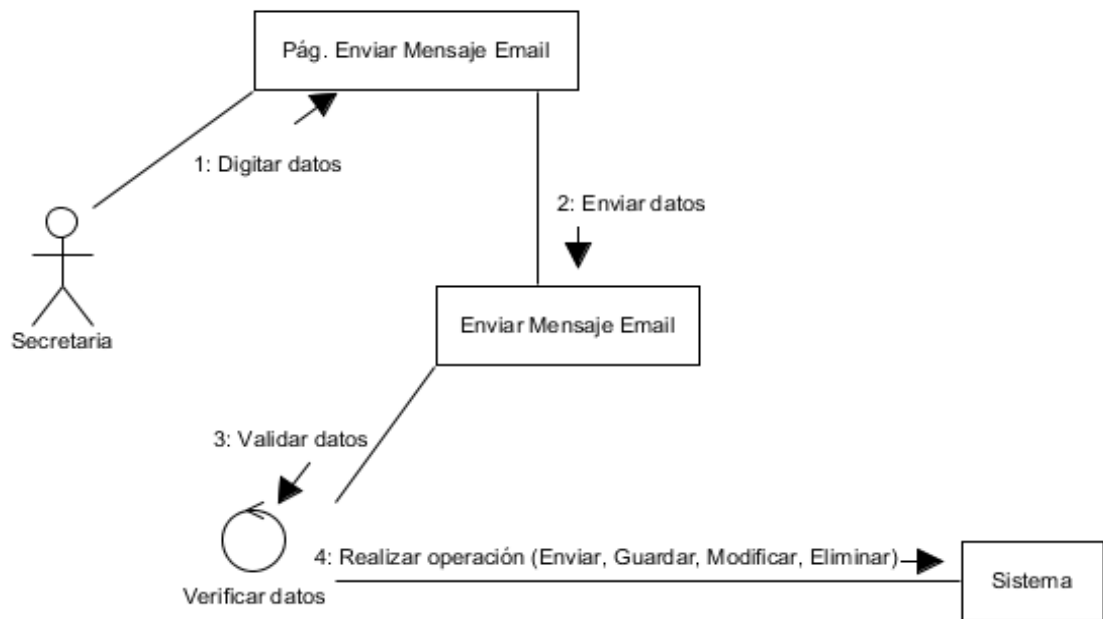 Pág. Enviar Mensaje Email
1: Digitar datos
2: Enviar datos
Secretaria
Enviar Mensaje Email
3: Validar datos
4: Realizar operación (Enviar, Guardar, Modificar, Eliminar)
Sistema
Verificar datos